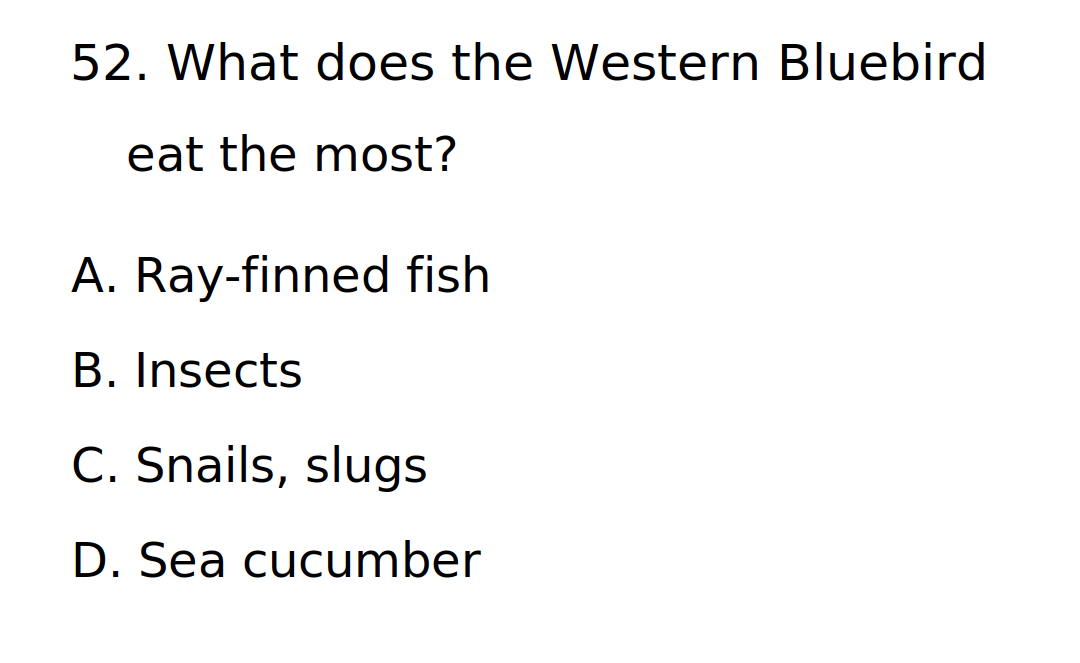 52. What does the Western Bluebird
eat the most?
A. Ray-finned fish
B. Insects
C. Snails, slugs
D. Sea cucumber